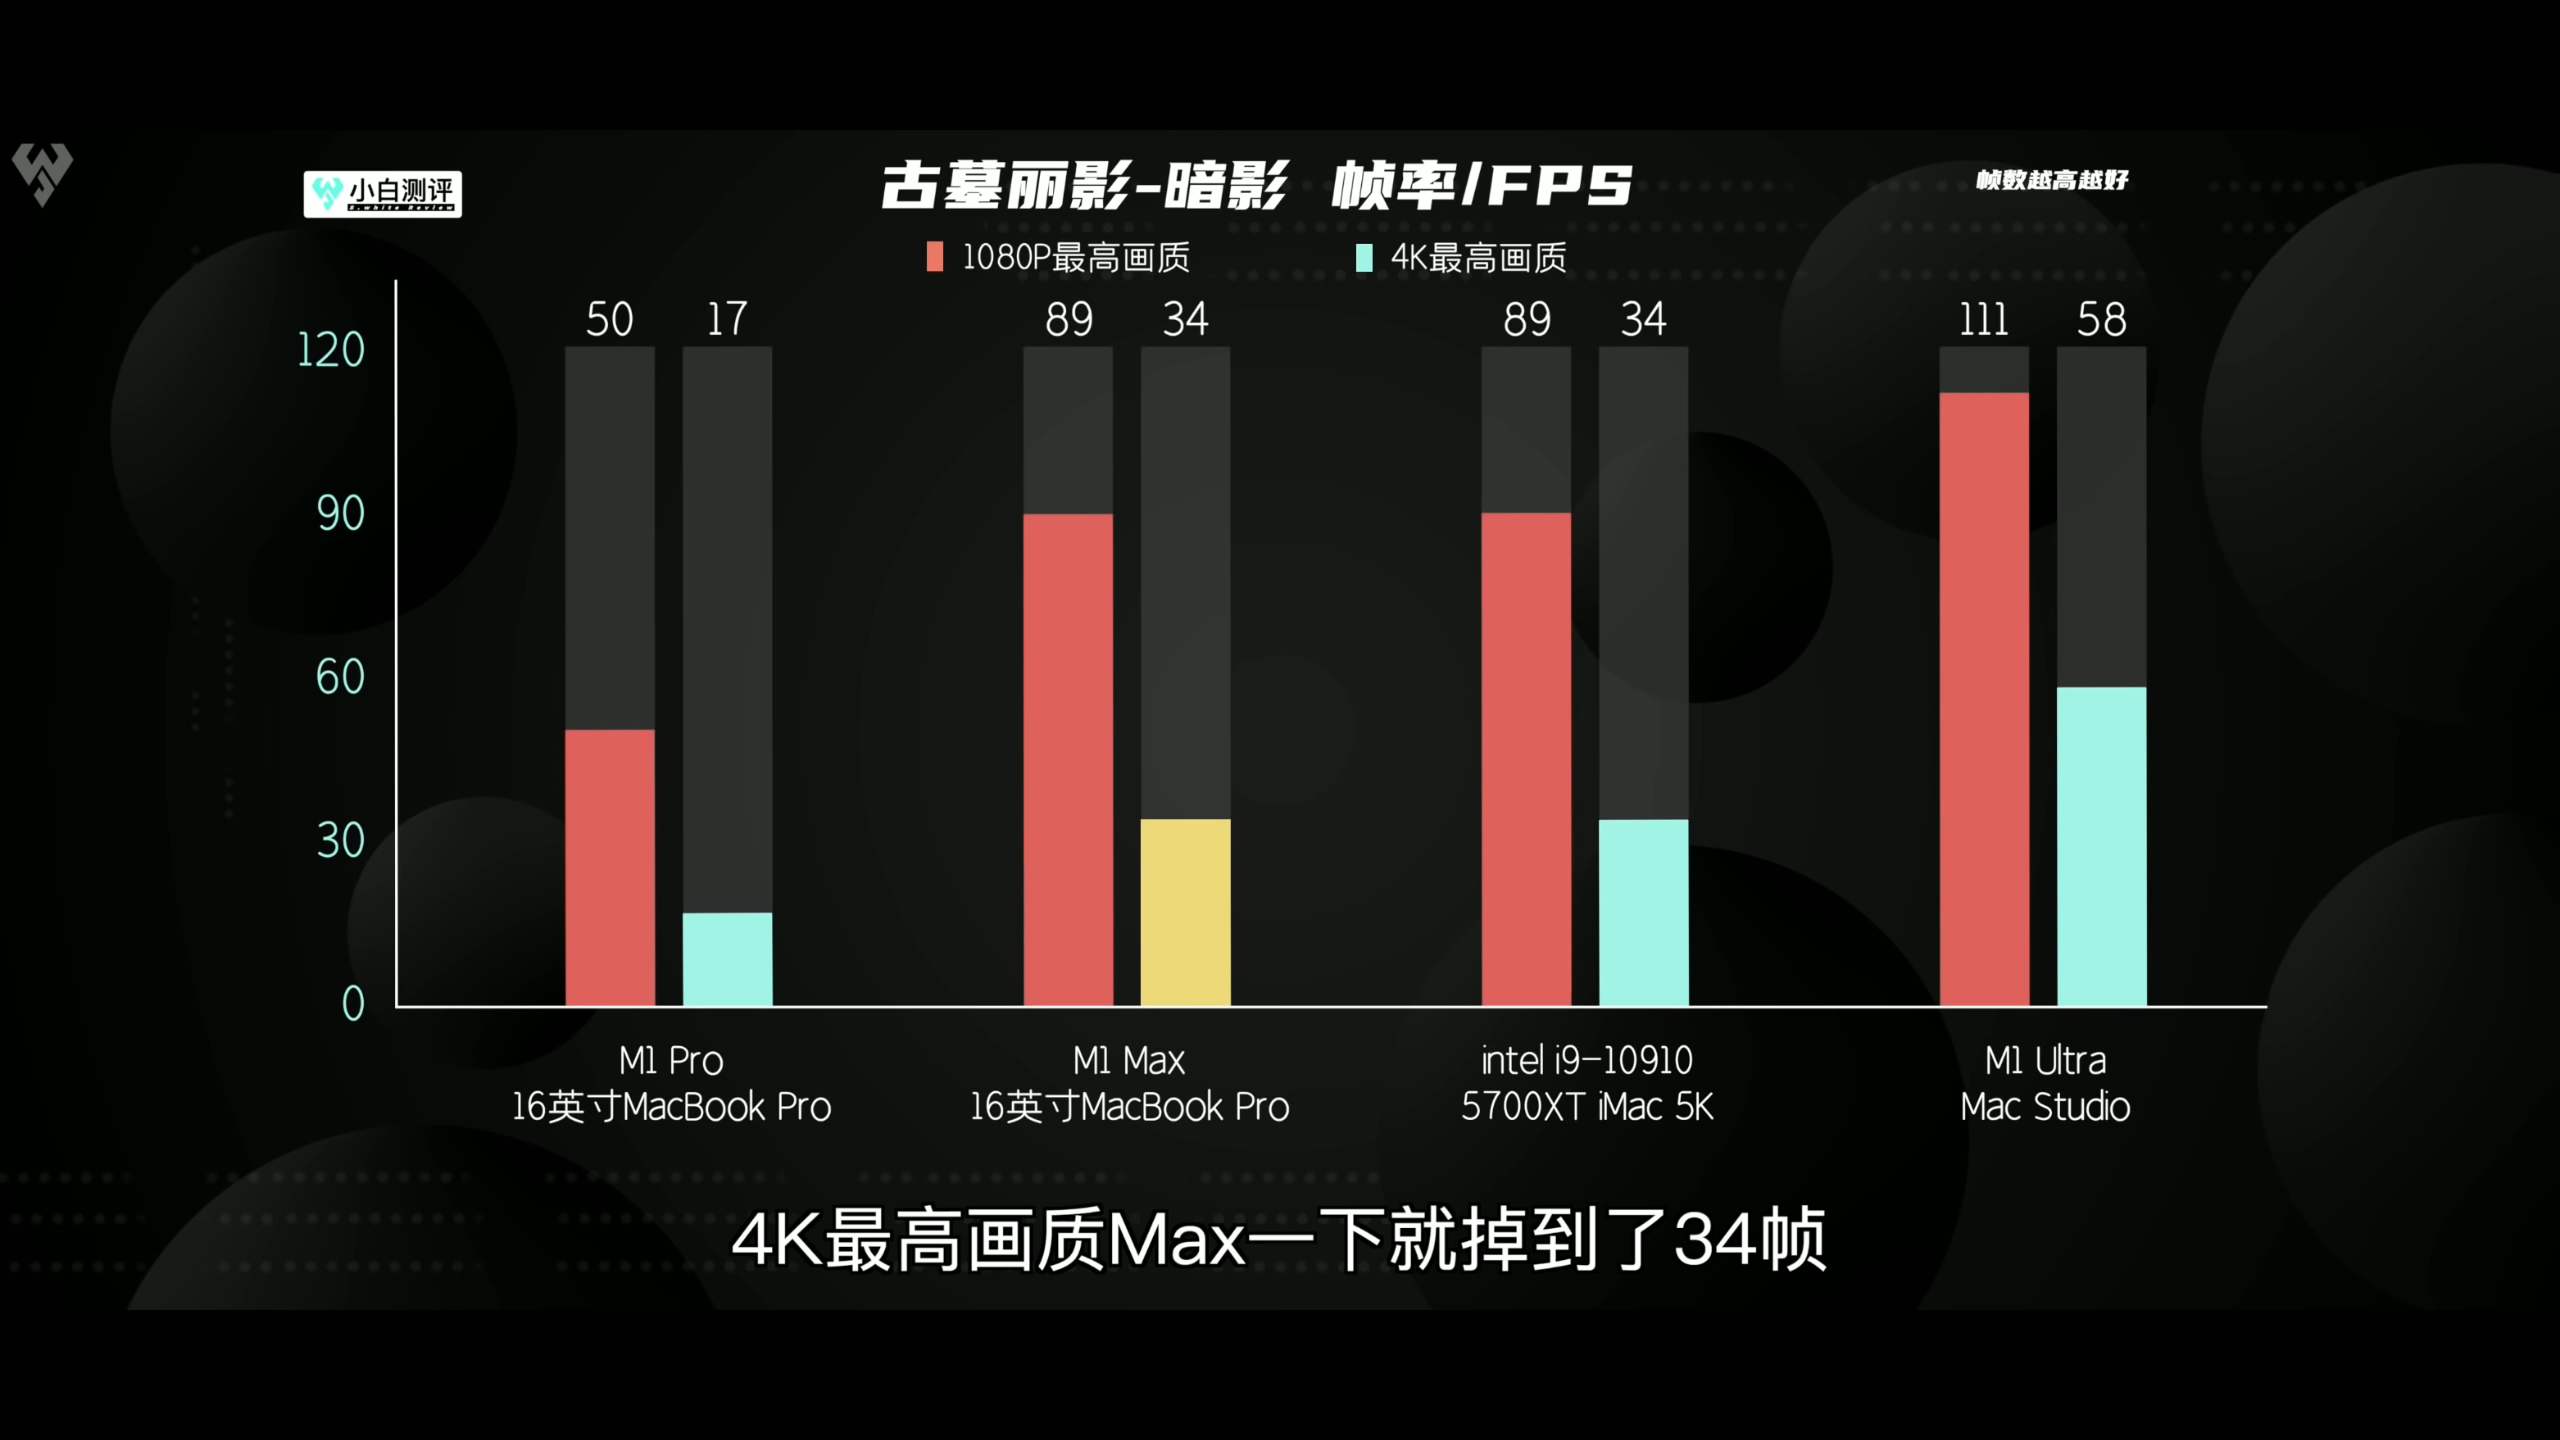 小白测评
S.white Review
古墓丽影-暗影 帧率/FPS
帧数越高越好
1080P最高画质
4K最高画质
50 17 89 34 89 34 111 58
120
90
60
30
0
M1 Pro
16英寸MacBook Pro
M1 Max
16英寸MacBook Pro
intel i9-10910
5700XT iMac 5K
M1 Ultra
Mac Studio
4K最高画质Max一下就掉到了34帧